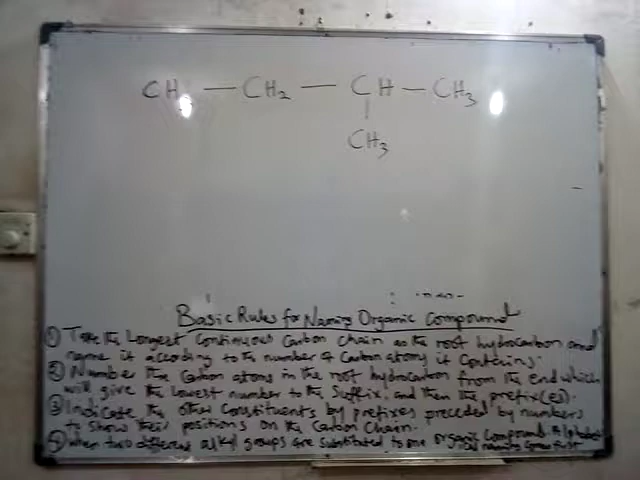 CH — CH₂ — CH — CH₃
|
CH₃
Basic Rules for Naming Organic Compound
① Take the Longest Continuous Carbon chain as the root hydrocarbon and
name it according to the number of Carbon atoms it contains.
② Number the Carbon atoms in the root hydrocarbon from the end which
will give the lowest number to the suffix, and then the prefix(es).
③ Indicate the other Constituents by prefixes preceded by numbers
to show their positions on the Carbon Chain.
When two different alkyl groups are substituted to one organic Compound